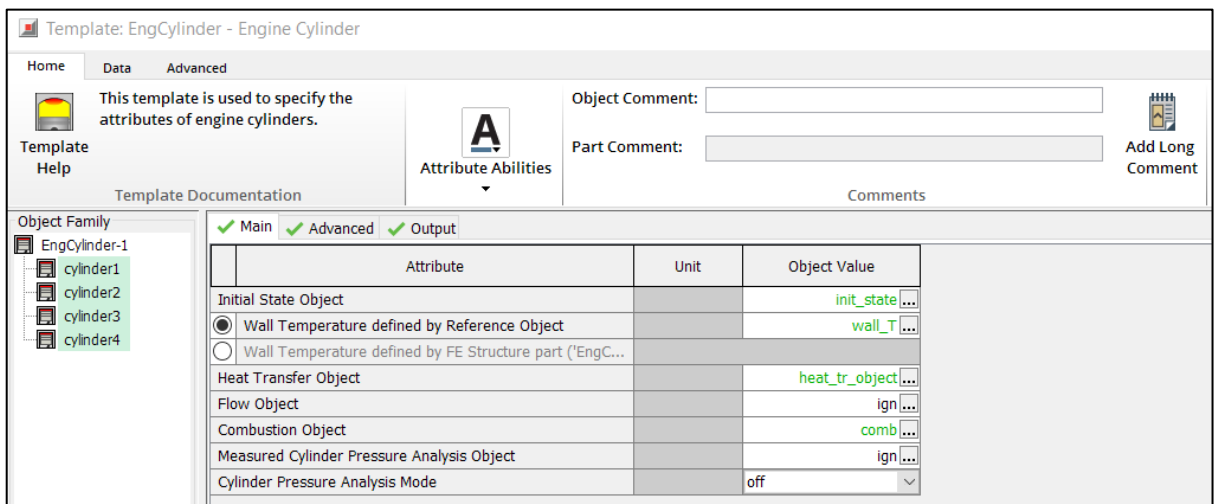 Template: EngCylinder - Engine Cylinder
Home Data Advanced
This template is used to specify the
attributes of engine cylinders.
Template
Help
Template Documentation
A
Attribute Abilities
Object Comment:
Part Comment:
Add Long
Comment
Comments
Object Family
EngCylinder-1
cylinder1
cylinder2
cylinder3
cylinder4
Main Advanced Output
Attribute Unit Object Value
Initial State Object init_state ...
Wall Temperature defined by Reference Object wall_T ...
Wall Temperature defined by FE Structure part ('EngC...
Heat Transfer Object heat_tr_object ...
Flow Object ign ...
Combustion Object comb ...
Measured Cylinder Pressure Analysis Object ign ...
Cylinder Pressure Analysis Mode off